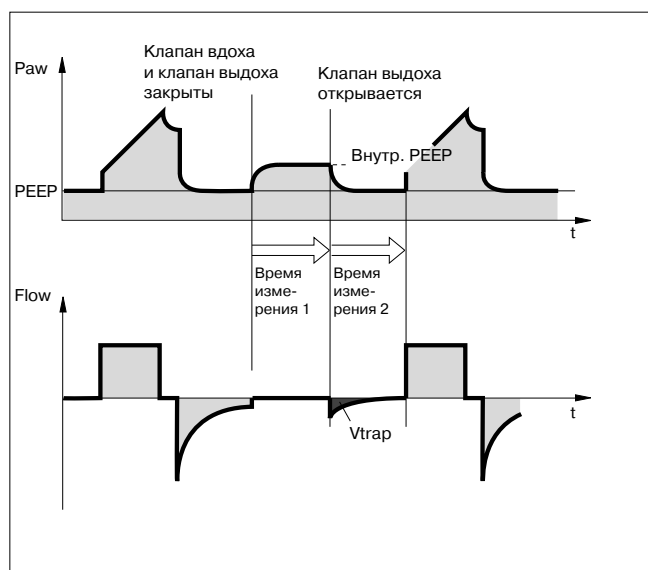 Paw
Клапан вдоха
и клапан выдоха
закрыты
Клапан выдоха
открывается
Внутр. PEEP
PEEP
t
Время
изме-
рения 1
Время
изме-
рения 2
Flow
t
Vtrap